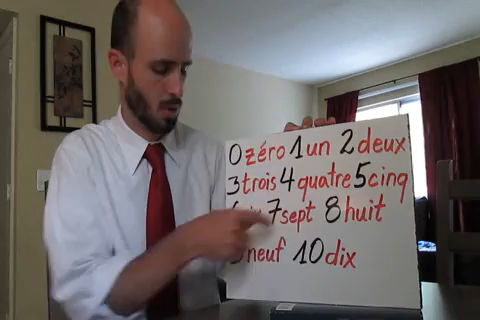 0 zéro 1 un 2 deux
3 trois 4 quatre 5 cinq
7 sept 8 huit
neuf 10 dix